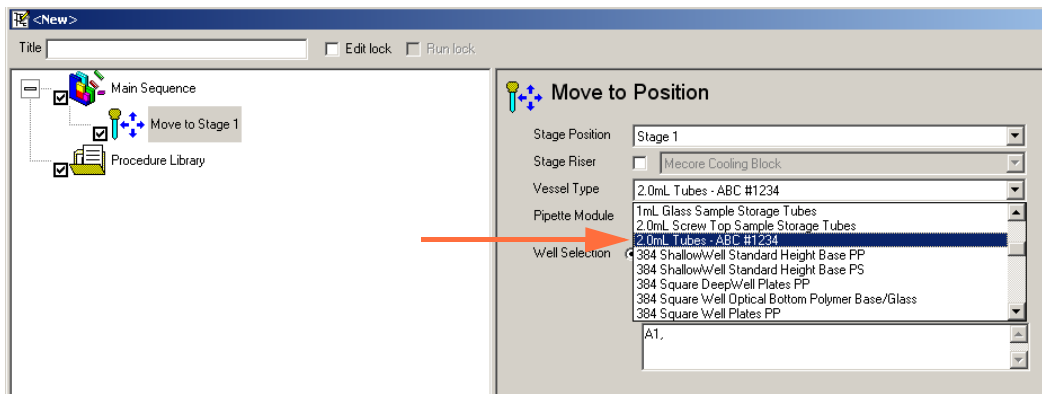 <New>
Title Edit lock Run lock
Main Sequence
Move to Stage 1
Procedure Library
Move to Position
Stage Position Stage 1
Stage Riser Mecore Cooling Block
Vessel Type 2.0mL Tubes - ABC #1234
Pipette Module
Well Selection
1mL Glass Sample Storage Tubes
2.0mL Screw Top Sample Storage Tubes
2.0mL Tubes - ABC #1234
384 ShallowWell Standard Height Base PP
384 ShallowWell Standard Height Base PS
384 Square DeepWell Plates PP
384 Square Well Optical Bottom Polymer Base/Glass
384 Square Well Plates PP
A1,